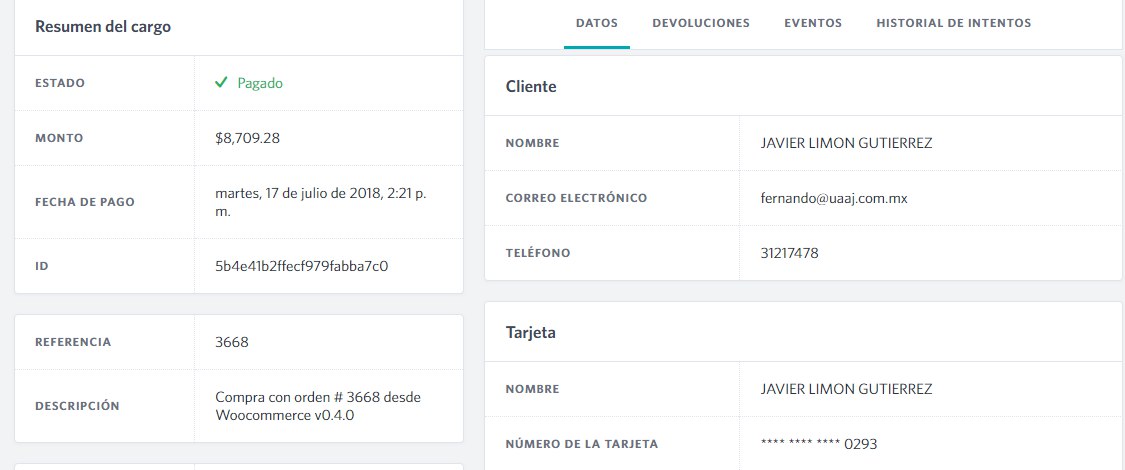 Resumen del cargo
ESTADO
Pagado
MONTO
$8,709.28
FECHA DE PAGO
martes, 17 de julio de 2018, 2:21 p.
m.
ID
5b4e41b2ffecf979fabba7c0
REFERENCIA
3668
DESCRIPCIÓN
Compra con orden # 3668 desde
Woocommerce v0.4.0
DATOS DEVOLUCIONES EVENTOS HISTORIAL DE INTENTOS
Cliente
NOMBRE
JAVIER LIMON GUTIERREZ
CORREO ELECTRÓNICO
fernando@uaaj.com.mx
TELÉFONO
31217478
Tarjeta
NOMBRE
JAVIER LIMON GUTIERREZ
NÚMERO DE LA TARJETA
**** **** **** 0293